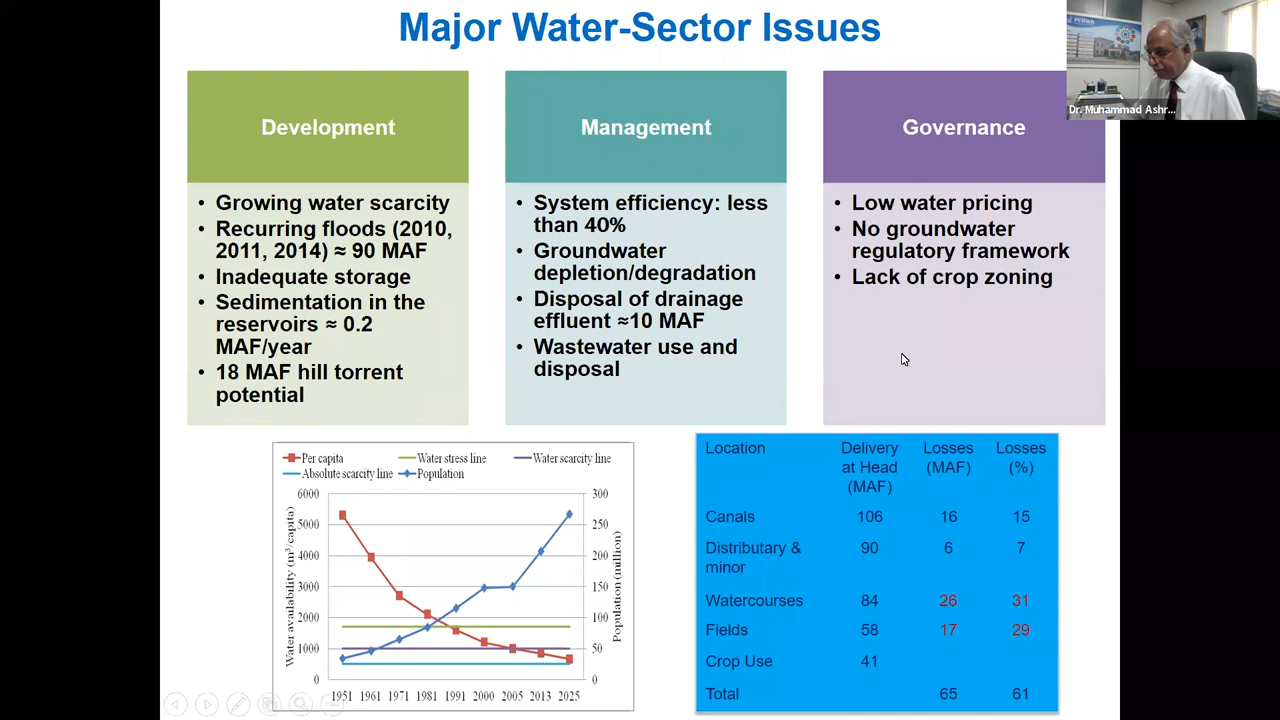 Major Water-Sector Issues
Dr. Muhammad Ashr...
Development
• Growing water scarcity
• Recurring floods (2010,
2011, 2014) ≈ 90 MAF
• Inadequate storage
• Sedimentation in the
reservoirs ≈ 0.2
MAF/year
• 18 MAF hill torrent
potential
Management
• System efficiency: less
than 40%
• Groundwater
depletion/degradation
• Disposal of drainage
effluent ≈10 MAF
• Wastewater use and
disposal
Governance
• Low water pricing
• No groundwater
regulatory framework
• Lack of crop zoning
Per capita Water stress line Water scarcity line
Absolute scarcity line Population
Water availability (m³/capita)
6000
5000
4000
3000
2000
1000
0
300
250
200
150
100
50
0
Population (million)
1951 1961 1971 1981 1991 2000 2005 2013 2025
Location Delivery Losses Losses
at Head (MAF) (%)
(MAF)
Canals 106 16 15
Distributary & 90 6 7
minor
Watercourses 84 26 31
Fields 58 17 29
Crop Use 41
Total 65 61